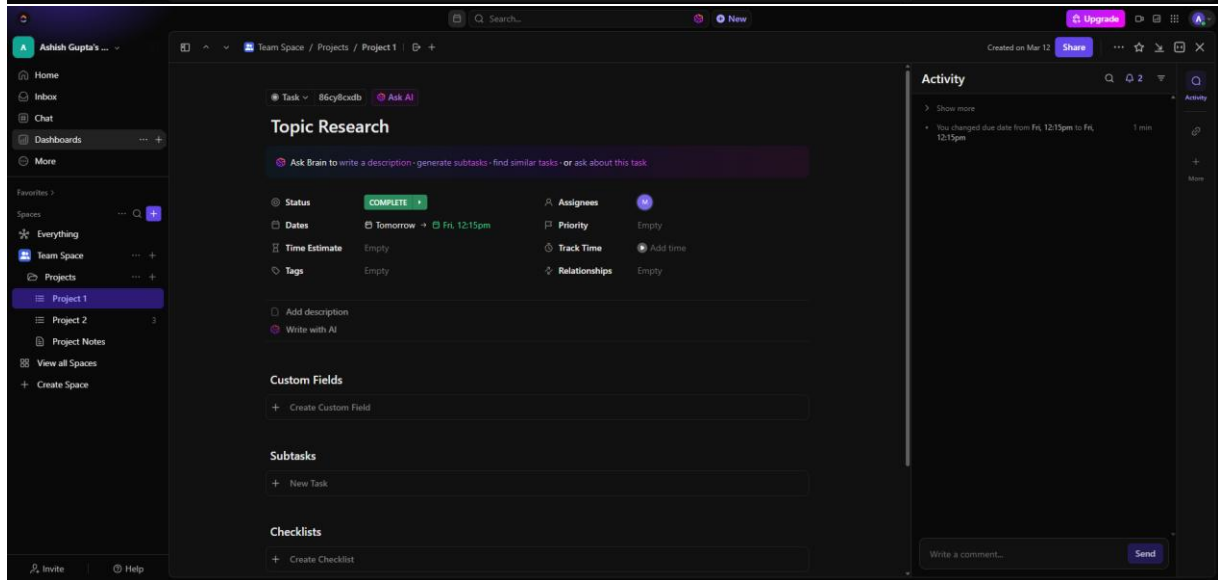 Search...
New
Upgrade
A
A Ashish Gupta's ...
Team Space / Projects / Project 1
Created on Mar 12
Share
Home
Inbox
Chat
Dashboards
More
Favorites >
Spaces
Everything
Team Space
Projects
Project 1
Project 2 3
Project Notes
View all Spaces
Create Space
Invite
Help
Task 86cy8cxdb Ask AI
Topic Research
Ask Brain to write a description · generate subtasks · find similar tasks · or ask about this task
Status COMPLETE
Assignees M
Dates Tomorrow → Fri, 12:15pm
Priority Empty
Time Estimate Empty
Track Time Add time
Tags Empty
Relationships Empty
Add description
Write with AI
Custom Fields
+ Create Custom Field
Subtasks
+ New Task
Checklists
+ Create Checklist
Activity 2
Show more
You changed due date from Fri, 12:15pm to Fri, 1 min
12:15pm
Write a comment...
Send
Activity
More